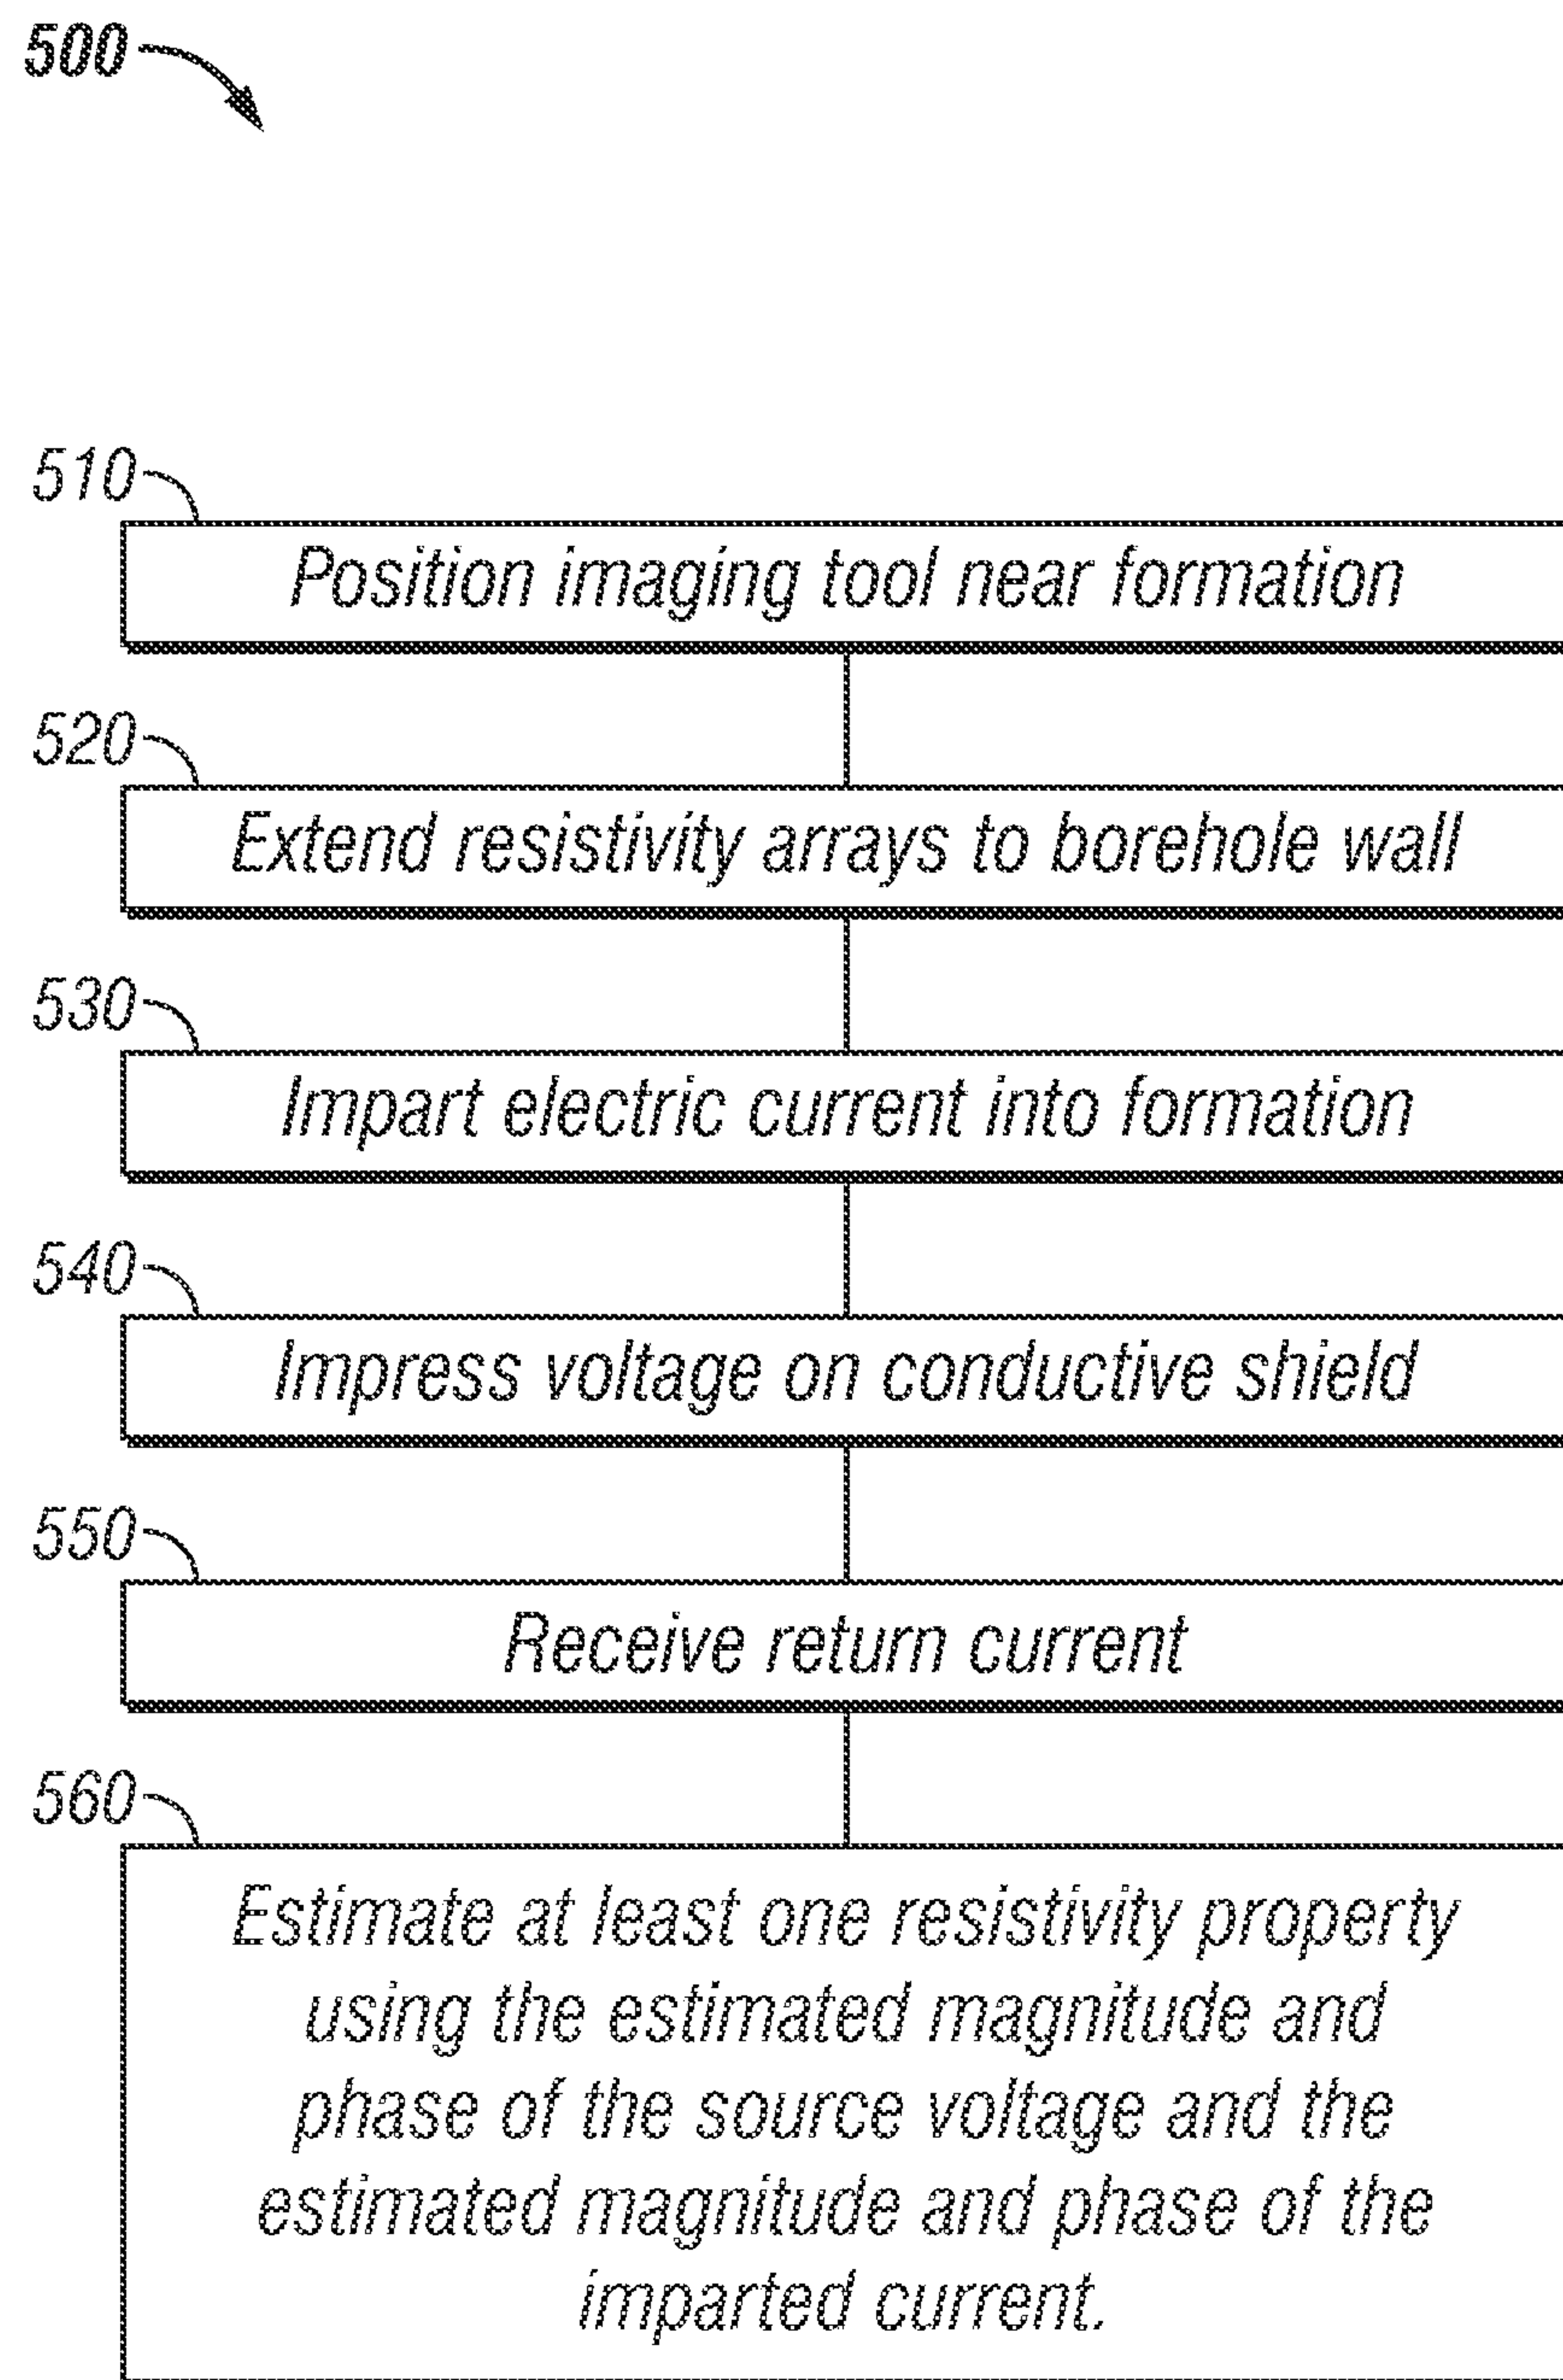 500
510
Position imaging tool near formation
520
Extend resistivity arrays to borehole wall
530
Impart electric current into formation
540
Impress voltage on conductive shield
550
Receive return current
560
Estimate at least one resistivity property
using the estimated magnitude and
phase of the source voltage and the
estimated magnitude and phase of the
imparted current.